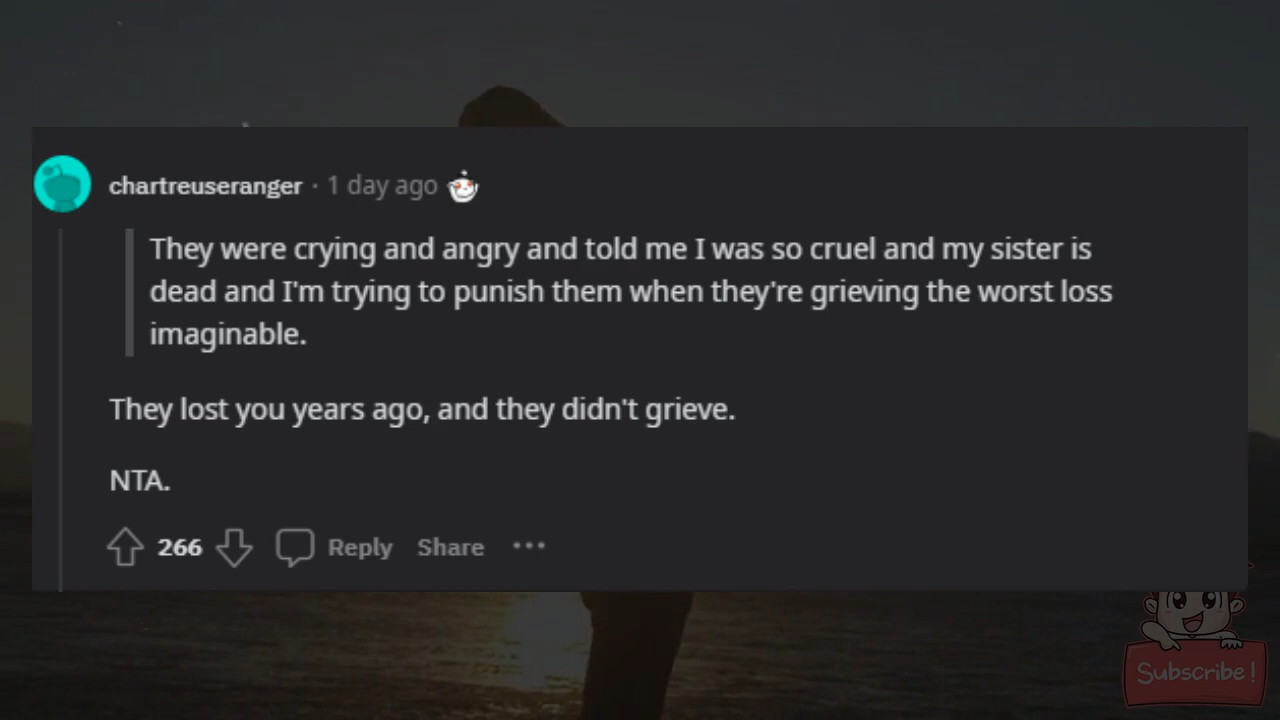 chartreuseranger · 1 day ago
They were crying and angry and told me I was so cruel and my sister is
dead and I'm trying to punish them when they're grieving the worst loss
imaginable.
They lost you years ago, and they didn't grieve.
NTA.
266 Reply Share ...
Subscribe!